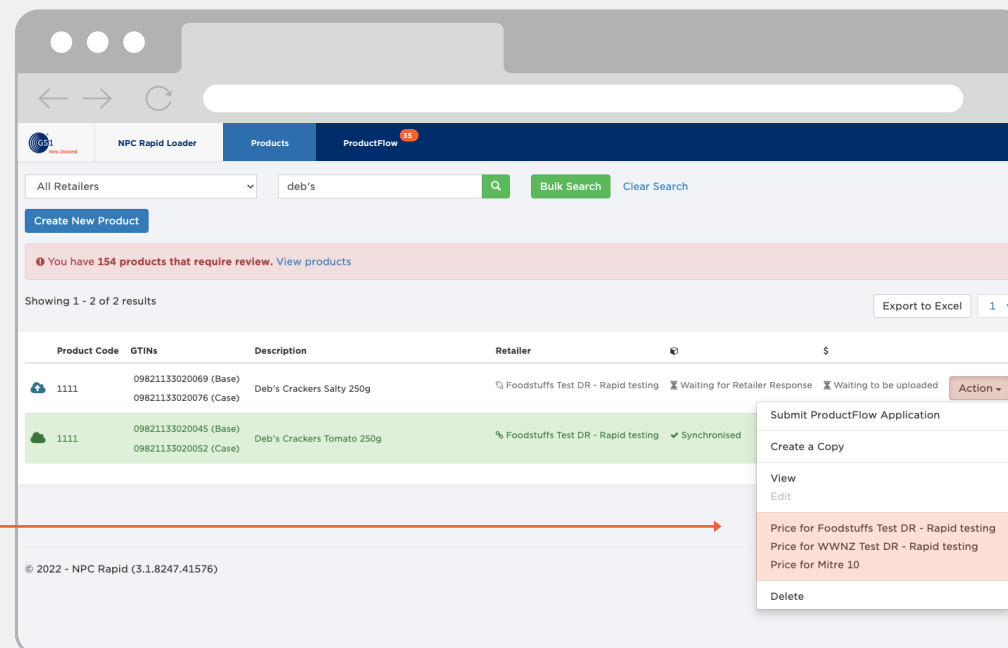 GS1
New Zealand
NPC Rapid Loader
Products
ProductFlow
35
All Retailers
deb's
Bulk Search
Clear Search
Create New Product
You have 154 products that require review. View products
Showing 1 - 2 of 2 results
Export to Excel
1
Product Code GTINs Description Retailer $
1111 09821133020069 (Base) Deb's Crackers Salty 250g Foodstuffs Test DR - Rapid testing Waiting for Retailer Response Waiting to be uploaded Action
09821133020076 (Case)
1111 09821133020045 (Base) Deb's Crackers Tomato 250g Foodstuffs Test DR - Rapid testing Synchronised
09821133020052 (Case)
Submit ProductFlow Application
Create a Copy
View
Edit
Price for Foodstuffs Test DR - Rapid testing
Price for WWNZ Test DR - Rapid testing
Price for Mitre 10
Delete
© 2022 - NPC Rapid (3.1.8247.41576)